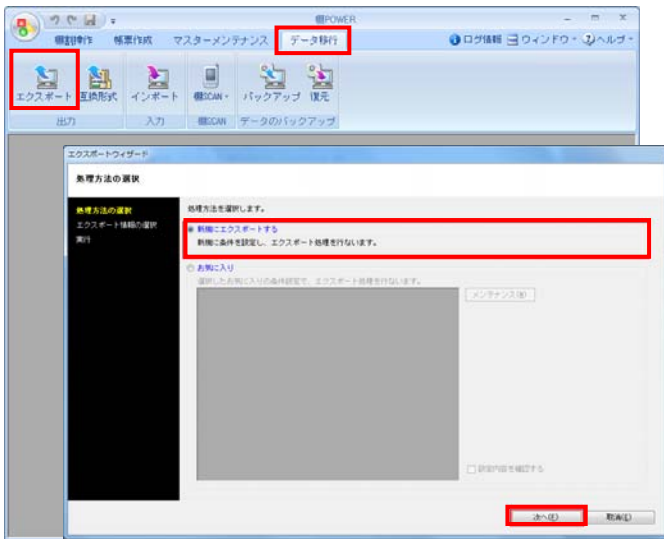 棚POWER
棚割操作 帳票作成 マスターメンテナンス データ移行 ログ情報 ウィンドウ ヘルプ
エクスポート 互換形式 インポート 棚SCAN バックアップ 復元
出力 入力 棚SCAN データのバックアップ
エクスポートウィザード
処理方法の選択
処理方法の選択
エクスポート情報の選択
実行
処理方法を選択します。
新規にエクスポートする
新規に条件を設定し、エクスポート処理を行ないます。
お気に入り
選択したお気に入りの条件設定で、エクスポート処理を行ないます。
メンテナンス(M)
設定内容を確認する
次へ(F) 取消(C)